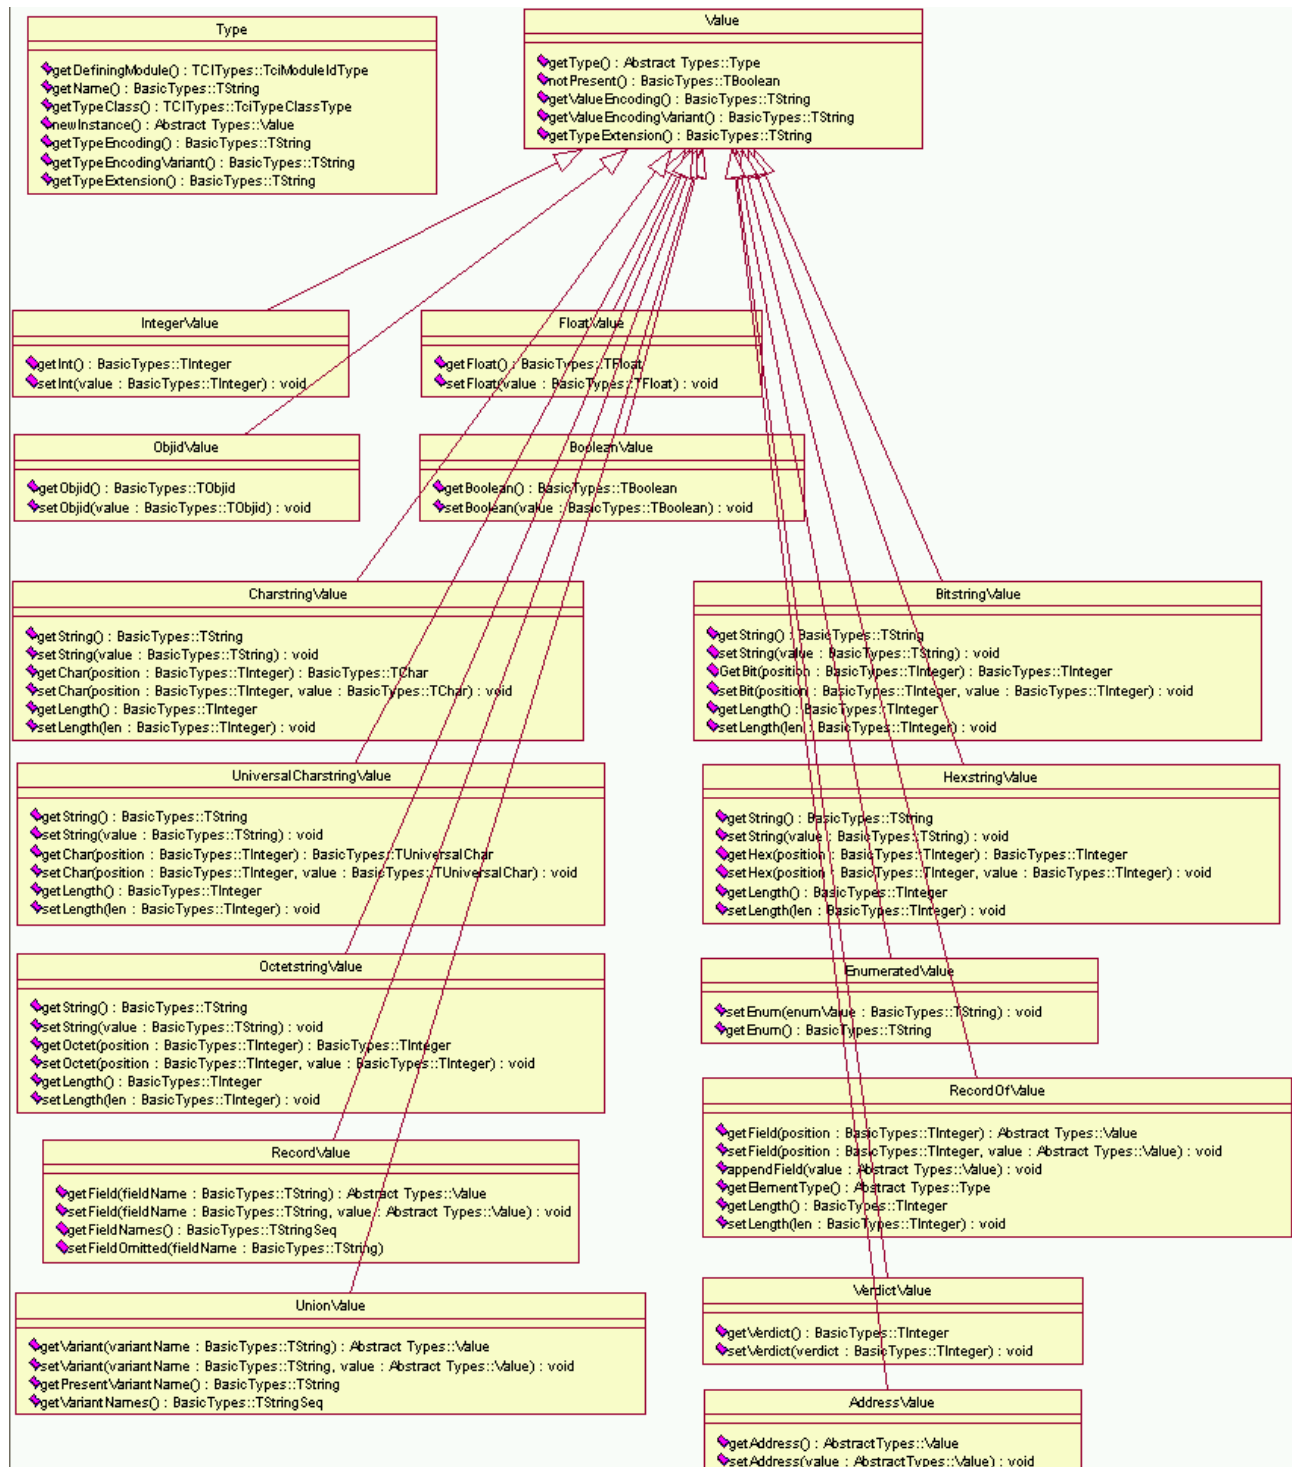 Type
getDefiningModule() : TCITypes::TciModuleIdType
getName() : BasicTypes::TString
getTypeClass() : TCITypes::TciTypeClassType
newInstance() : Abstract Types::Value
getTypeEncoding() : BasicTypes::TString
getTypeEncodingVariant() : BasicTypes::TString
getTypeExtension() : BasicTypes::TString
Value
getType() : Abstract Types::Type
notPresent() : BasicTypes::TBoolean
getValueEncoding() : BasicTypes::TString
getValueEncodingVariant() : BasicTypes::TString
getTypeExtension() : BasicTypes::TString
IntegerValue
getInt() : BasicTypes::TInteger
setInt(value : BasicTypes::TInteger) : void
FloatValue
getFloat() : BasicTypes::TFloat
setFloat(value : BasicTypes::TFloat) : void
ObjidValue
getObjid() : BasicTypes::TObjid
setObjid(value : BasicTypes::TObjid) : void
BooleanValue
getBoolean() : BasicTypes::TBoolean
setBoolean(value : BasicTypes::TBoolean) : void
CharstringValue
getString() : BasicTypes::TString
setString(value : BasicTypes::TString) : void
getChar(position : BasicTypes::TInteger) : BasicTypes::TChar
setChar(position : BasicTypes::TInteger, value : BasicTypes::TChar) : void
getLength() : BasicTypes::TInteger
setLength(len : BasicTypes::TInteger) : void
BitstringValue
getString() : BasicTypes::TString
setString(value : BasicTypes::TString) : void
GetBit(position : BasicTypes::TInteger) : BasicTypes::TInteger
setBit(position : BasicTypes::TInteger, value : BasicTypes::TInteger) : void
getLength() : BasicTypes::TInteger
setLength(len : BasicTypes::TInteger) : void
UniversalCharstringValue
getString() : BasicTypes::TString
setString(value : BasicTypes::TString) : void
getChar(position : BasicTypes::TInteger) : BasicTypes::TUniversalChar
setChar(position : BasicTypes::TInteger, value : BasicTypes::TUniversalChar) : void
getLength() : BasicTypes::TInteger
setLength(len : BasicTypes::TInteger) : void
HexstringValue
getString() : BasicTypes::TString
setString(value : BasicTypes::TString) : void
getHex(position : BasicTypes::TInteger) : BasicTypes::TInteger
setHex(position : BasicTypes::TInteger, value : BasicTypes::TInteger) : void
getLength() : BasicTypes::TInteger
setLength(len : BasicTypes::TInteger) : void
OctetstringValue
getString() : BasicTypes::TString
setString(value : BasicTypes::TString) : void
getOctet(position : BasicTypes::TInteger) : BasicTypes::TInteger
setOctet(position : BasicTypes::TInteger, value : BasicTypes::TInteger) : void
getLength() : BasicTypes::TInteger
setLength(len : BasicTypes::TInteger) : void
EnumeratedValue
setEnum(enumValue : BasicTypes::TString) : void
getEnum() : BasicTypes::TString
RecordOfValue
getField(position : BasicTypes::TInteger) : Abstract Types::Value
setField(position : BasicTypes::TInteger, value : Abstract Types::Value) : void
appendField(value : Abstract Types::Value) : void
getElementType() : Abstract Types::Type
getLength() : BasicTypes::TInteger
setLength(len : BasicTypes::TInteger) : void
RecordValue
getField(fieldName : BasicTypes::TString) : Abstract Types::Value
setField(fieldName : BasicTypes::TString, value : Abstract Types::Value) : void
getFieldNames() : BasicTypes::TStringSeq
setFieldOmitted(fieldName : BasicTypes::TString)
VerdictValue
getVerdict() : BasicTypes::TInteger
setVerdict(verdict : BasicTypes::TInteger) : void
UnionValue
getVariant(variantName : BasicTypes::TString) : Abstract Types::Value
setVariant(variantName : BasicTypes::TString, value : Abstract Types::Value) : void
getPresentVariantName() : BasicTypes::TString
getVariantNames() : BasicTypes::TStringSeq
AddressValue
getAddress() : AbstractTypes::Value
setAddress(value : AbstractTypes::Value) : void